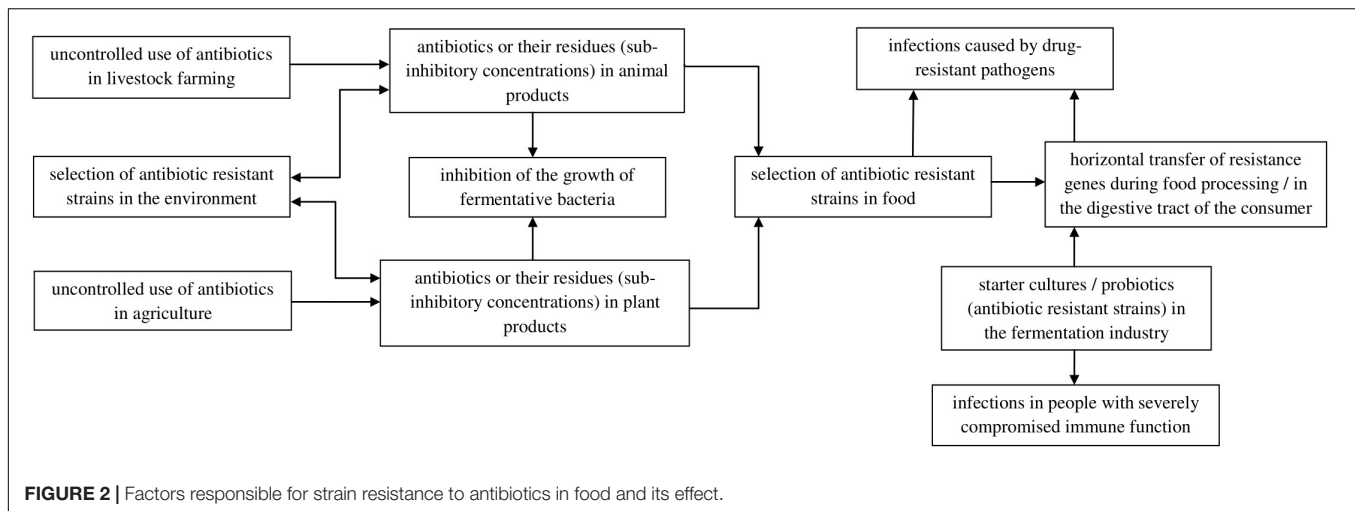 uncontrolled use of antibiotics
in livestock farming
antibiotics or their residues (sub-
inhibitory concentrations) in animal
products
infections caused by drug-
resistant pathogens
selection of antibiotic resistant
strains in the environment
inhibition of the growth of
fermentative bacteria
selection of antibiotic resistant
strains in food
horizontal transfer of resistance
genes during food processing / in
the digestive tract of the consumer
uncontrolled use of antibiotics
in agriculture
antibiotics or their residues (sub-
inhibitory concentrations) in plant
products
starter cultures / probiotics
(antibiotic resistant strains) in
the fermentation industry
infections in people with severely
compromised immune function
FIGURE 2 | Factors responsible for strain resistance to antibiotics in food and its effect.